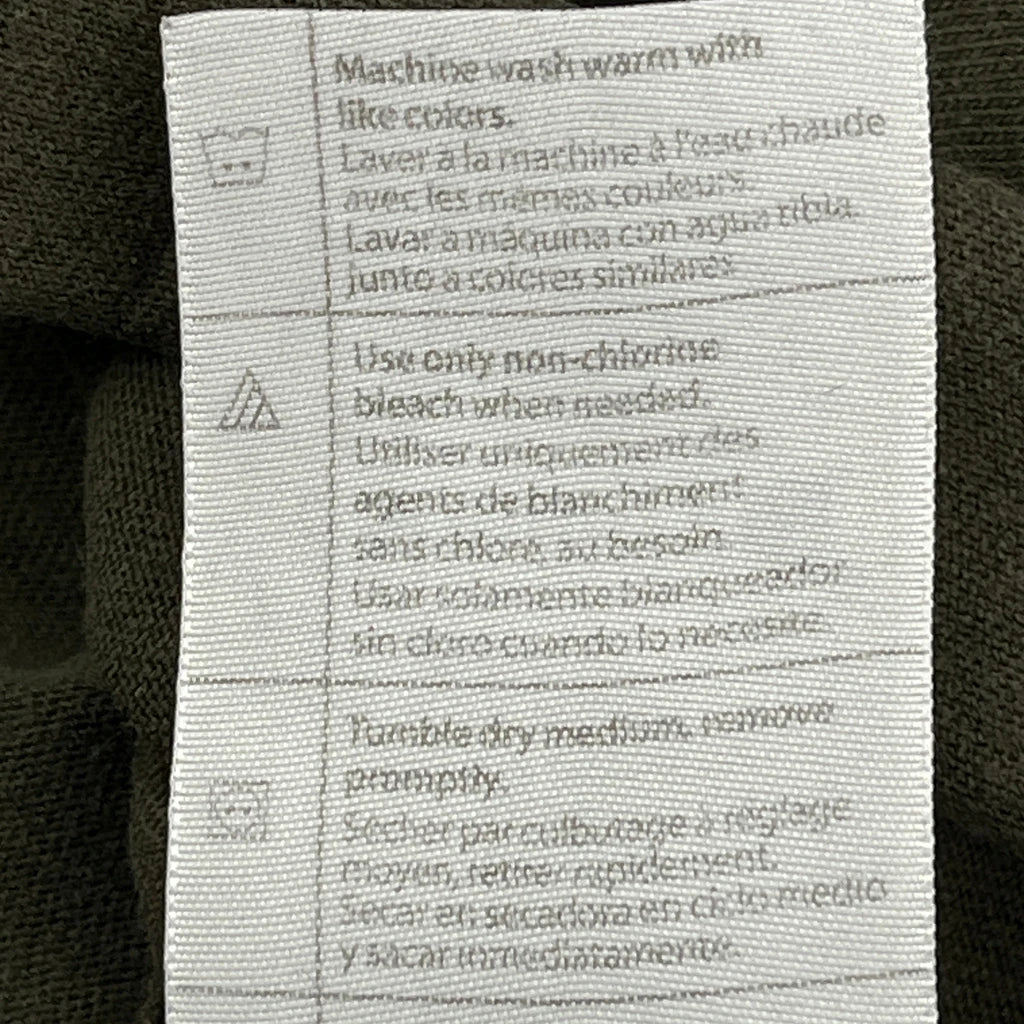 Machine wash warm with
like colors.
Laver à la machine à l'eau chaude
avec les mêmes couleurs.
Lavar a maquina con agua tibia
junto a colores similares
Use only non-chlorine
bleach when needed.
Utiliser uniquement des
agents de blanchiment
sans chlore, au besoin.
Usar solamente blanqueador
sin cloro cuando lo necesite.
Tumble dry medium, remove
promptly.
Sécher par culbutage à réglage
moyen, retirer rapidement.
Secar en secadora en ciclo medio
y sacar inmediatamente.